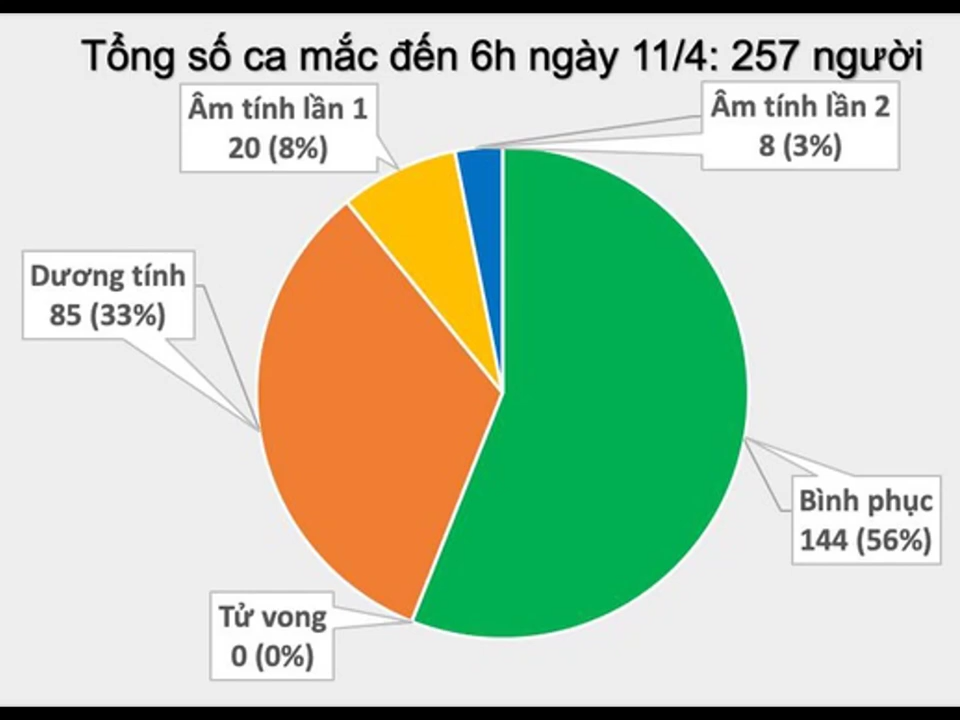 Tổng số ca mắc đến 6h ngày 11/4: 257 người
Âm tính lần 1
20 (8%)
Âm tính lần 2
8 (3%)
Dương tính
85 (33%)
Bình phục
144 (56%)
Tử vong
0 (0%)